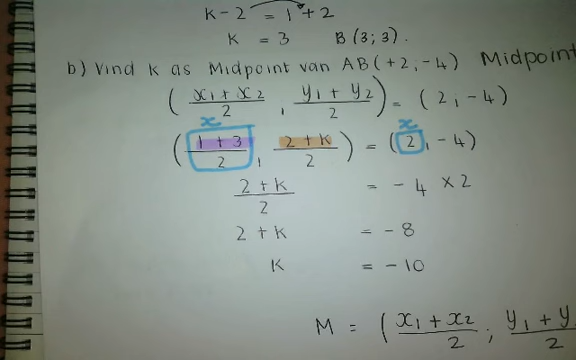 k - 2 = 1 + 2
k = 3 B (3; 3).
b) Vind k as Midpoint van AB (+2; -4) Midpoint
( x₁ + x₂ / 2 , y₁ + y₂ / 2 ) = ( 2 ; -4 )
x x
( 1 + 3 / 2 , 2 + k / 2 ) = ( 2 , -4 )
2 + k / 2 = -4 × 2
2 + k = -8
k = -10
M = ( x₁ + x₂ / 2 ; y₁ + y / 2